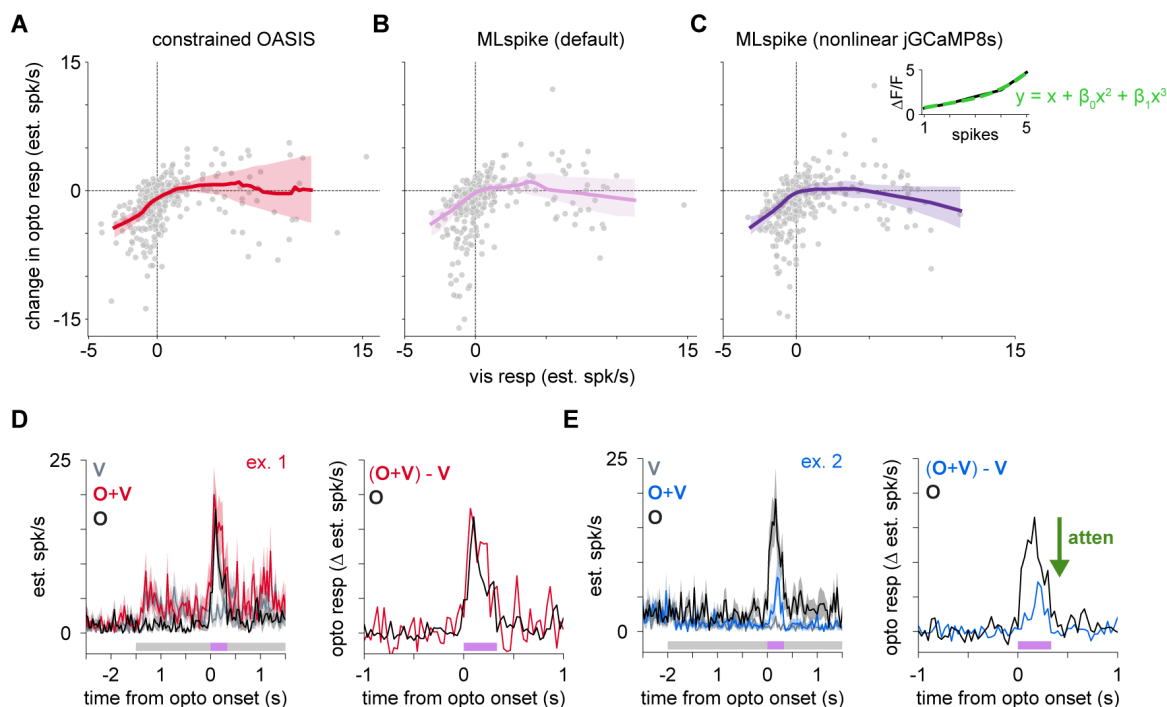 A
constrained OASIS
B
MLspike (default)
C
MLspike (nonlinear jGCaMP8s)
change in opto resp (est. spk/s)
15
0
-15
-5
0
15
-5
0
15
-5
0
15
vis resp (est. spk/s)
ΔF/F
5
0
1
5
spikes
y = x + β₀x² + β₁x³
D
est. spk/s
25
0
V
O+V
O
ex. 1
-2 -1 0 1
time from opto onset (s)
opto resp (Δ est. spk/s)
(O+V) - V
O
-1 0 1
time from opto onset (s)
E
est. spk/s
25
0
V
O+V
O
ex. 2
-2 -1 0 1
time from opto onset (s)
opto resp (Δ est. spk/s)
(O+V) - V
O
atten
-1 0 1
time from opto onset (s)